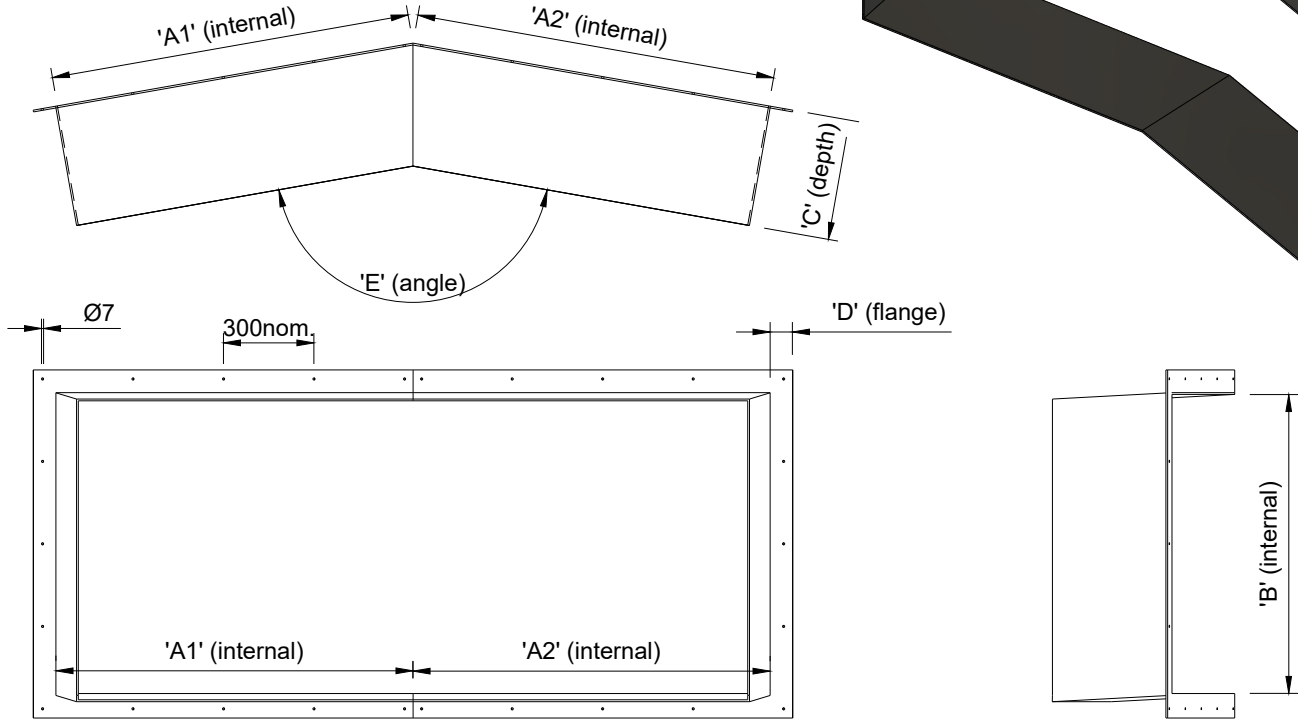 'A1' (internal)
'A2' (internal)
'C' (depth)
'E' (angle)
Ø7
300nom.
'D' (flange)
'B' (internal)
'A1' (internal)
'A2' (internal)